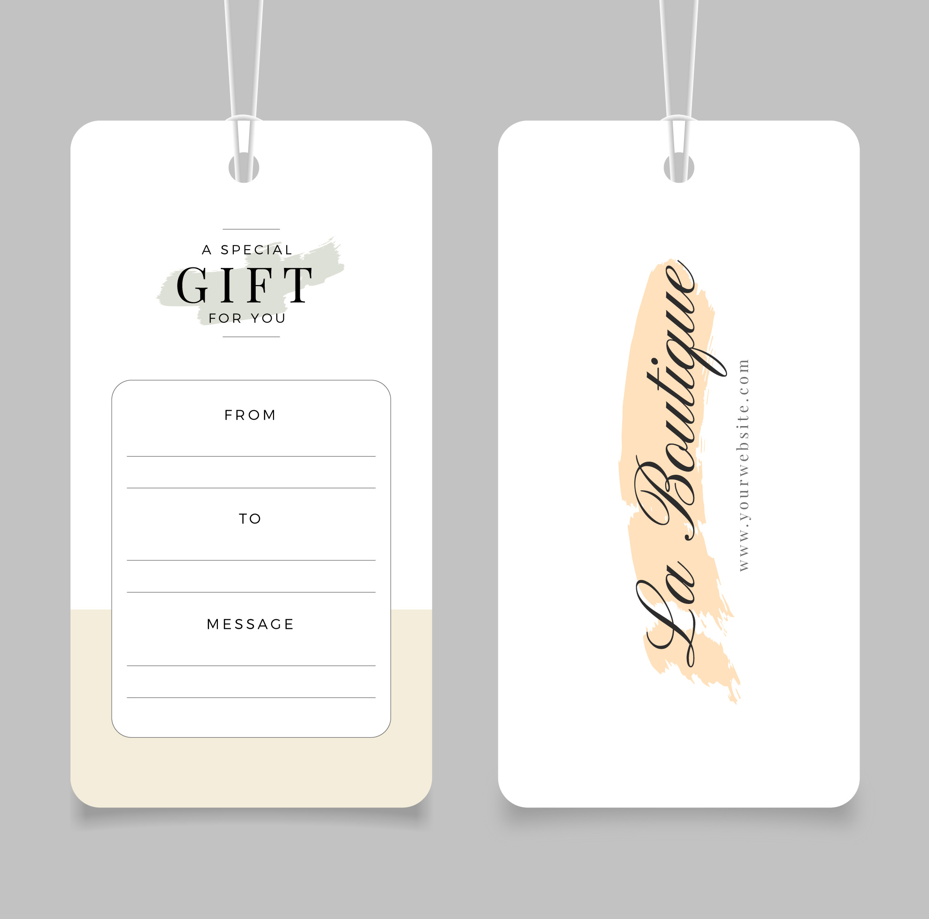 A SPECIAL
GIFT
FOR YOU
FROM
TO
MESSAGE
La Boutique
www.yourwebsite.com